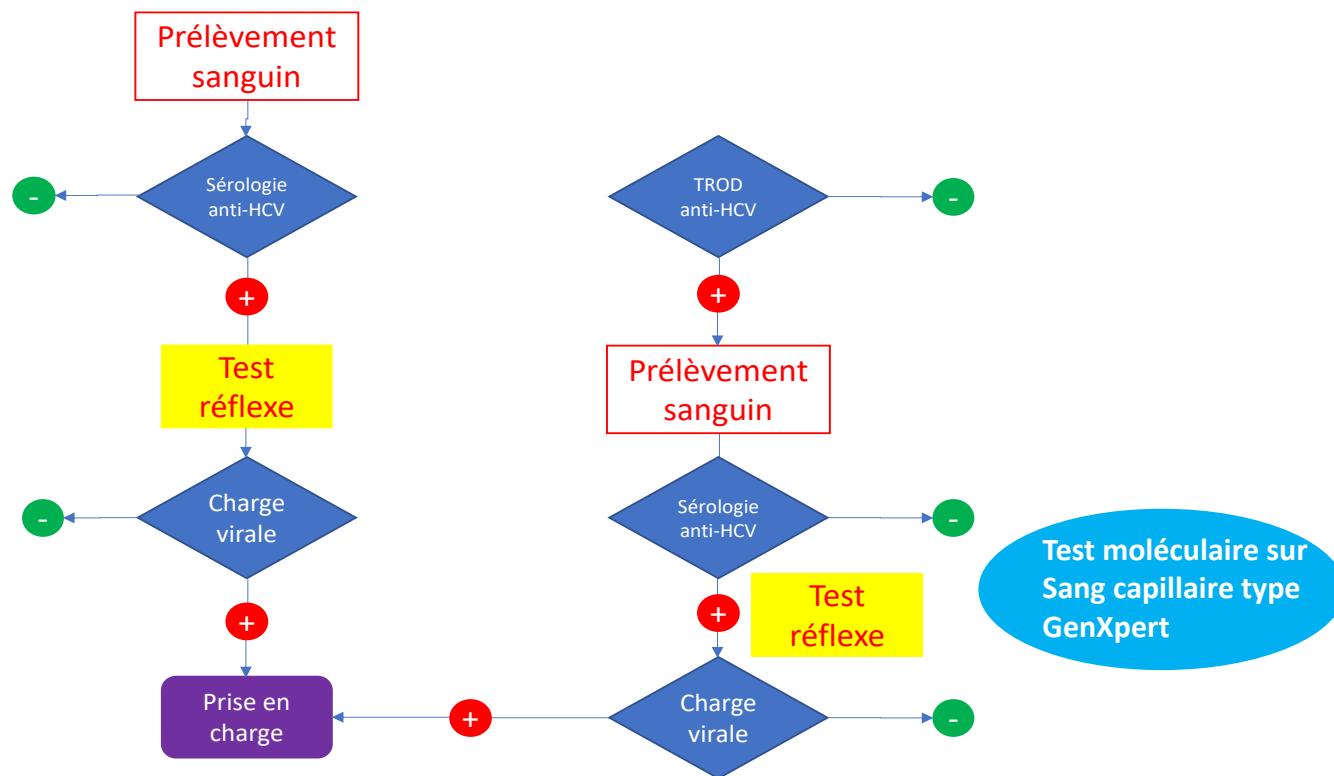 Prélèvement
sanguin
Sérologie
anti-HCV
-
+
Test
réflexe
Charge
virale
-
+
Prise en
charge
TROD
anti-HCV
-
+
Prélèvement
sanguin
Sérologie
anti-HCV
-
+
Test
réflexe
Charge
virale
-
+
Test moléculaire sur
Sang capillaire type
GenXpert